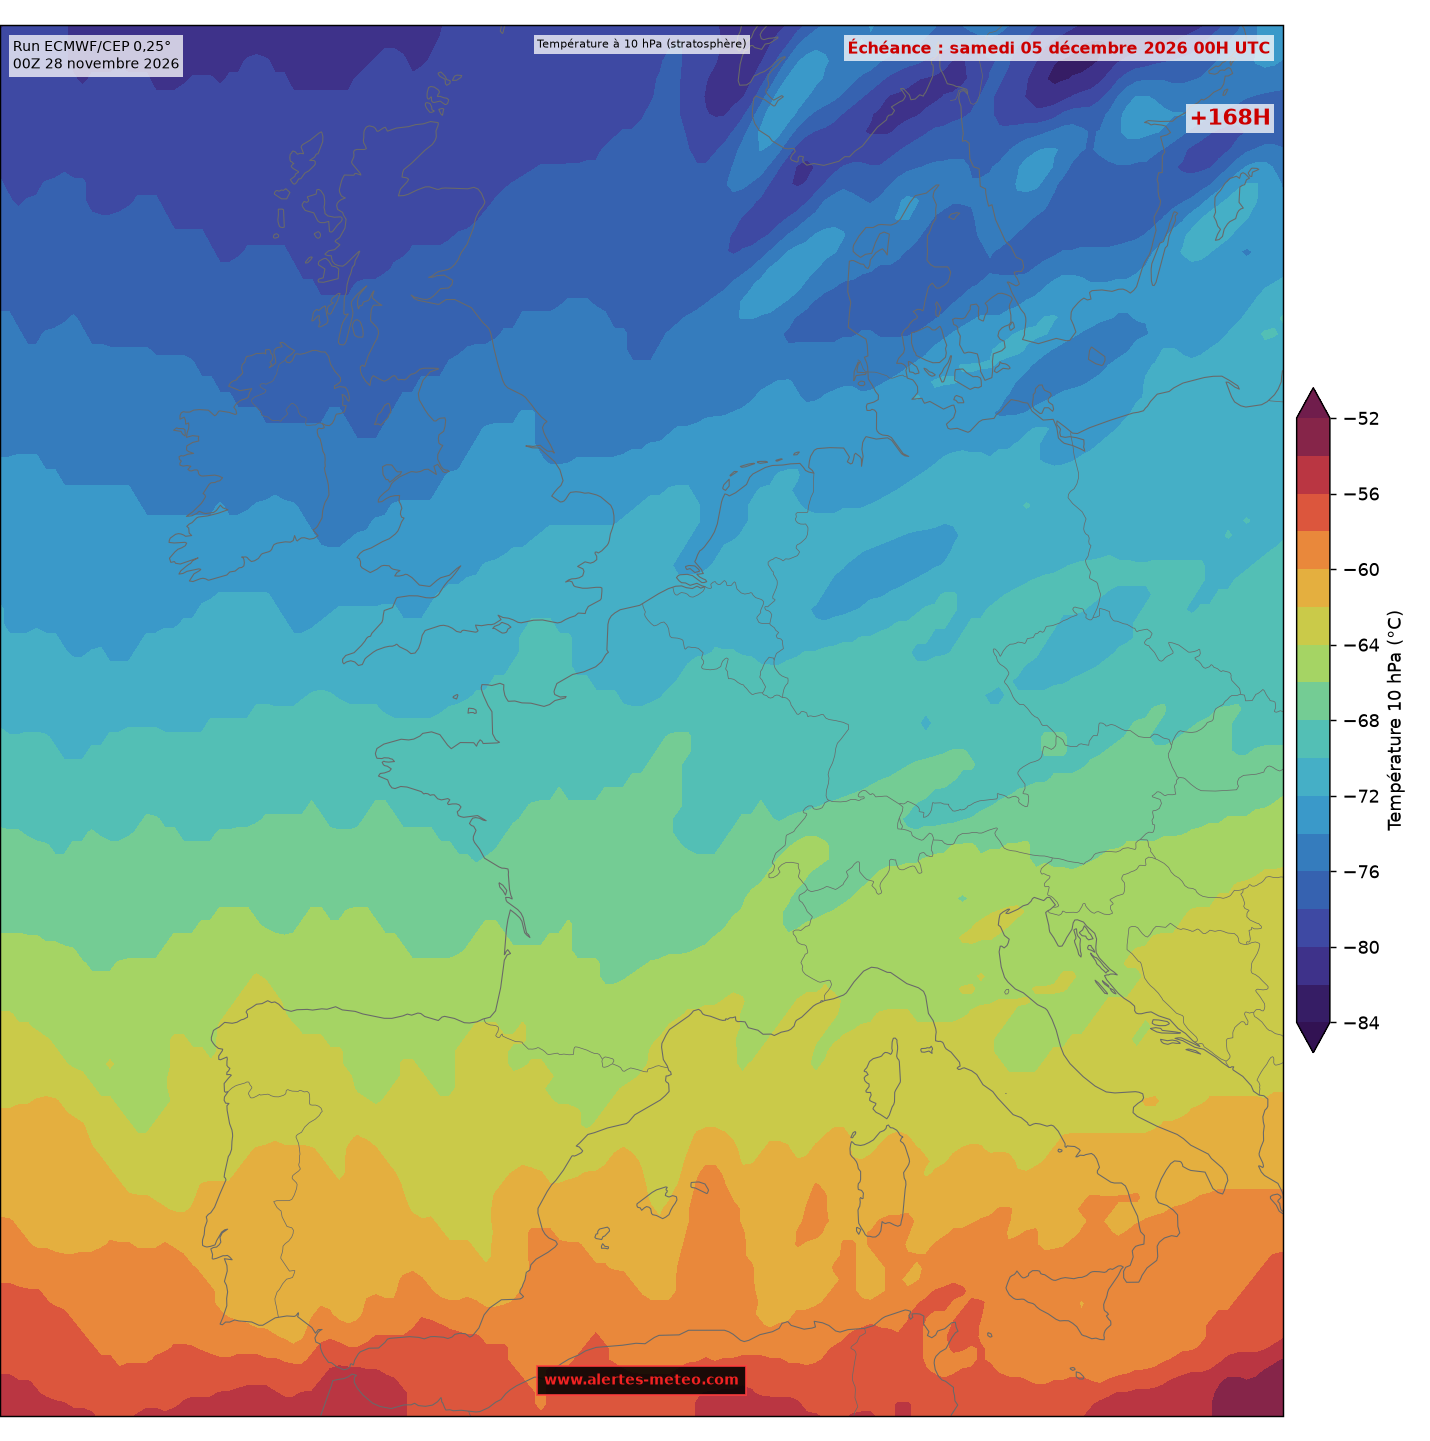 Run ECMWF/CEP 0,25°
00Z 28 novembre 2026
Température à 10 hPa (stratosphère)
Échéance : samedi 05 décembre 2026 00H UTC
+168H
−52
−56
−60
−64
−68
−72
−76
−80
−84
Température 10 hPa (°C)
www.alertes-meteo.com